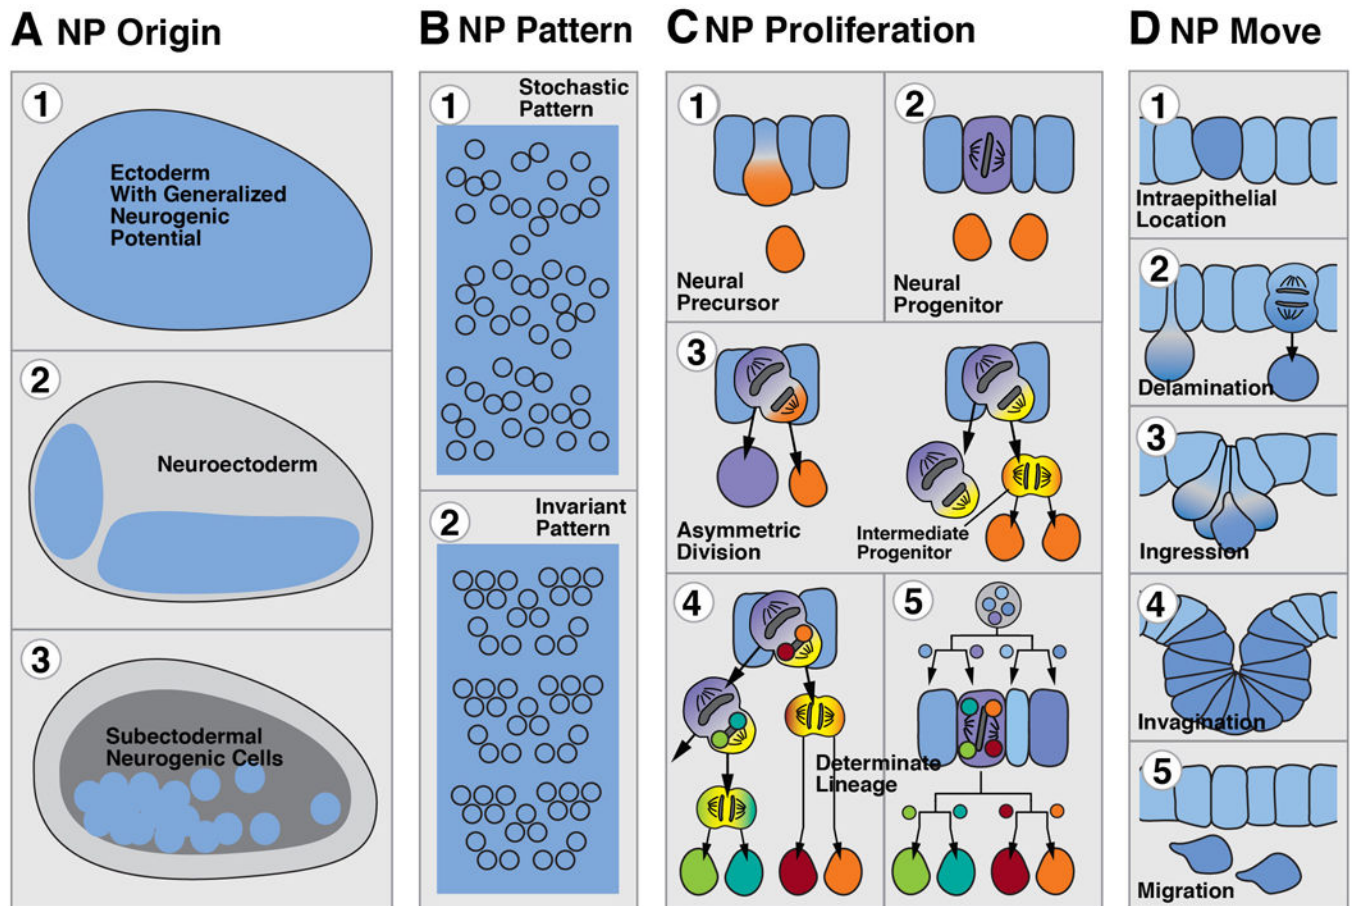 A NP Origin
1
Ectoderm
With Generalized
Neurogenic
Potential
2
Neuroectoderm
3
Subectodermal
Neurogenic Cells
B NP Pattern
1
Stochastic
Pattern
2
Invariant
Pattern
C NP Proliferation
1
Neural
Precursor
2
Neural
Progenitor
3
Asymmetric
Division
Intermediate
Progenitor
4
5
Determinate
Lineage
D NP Move
1
Intraepithelial
Location
2
Delamination
3
Ingression
4
Invagination
5
Migration